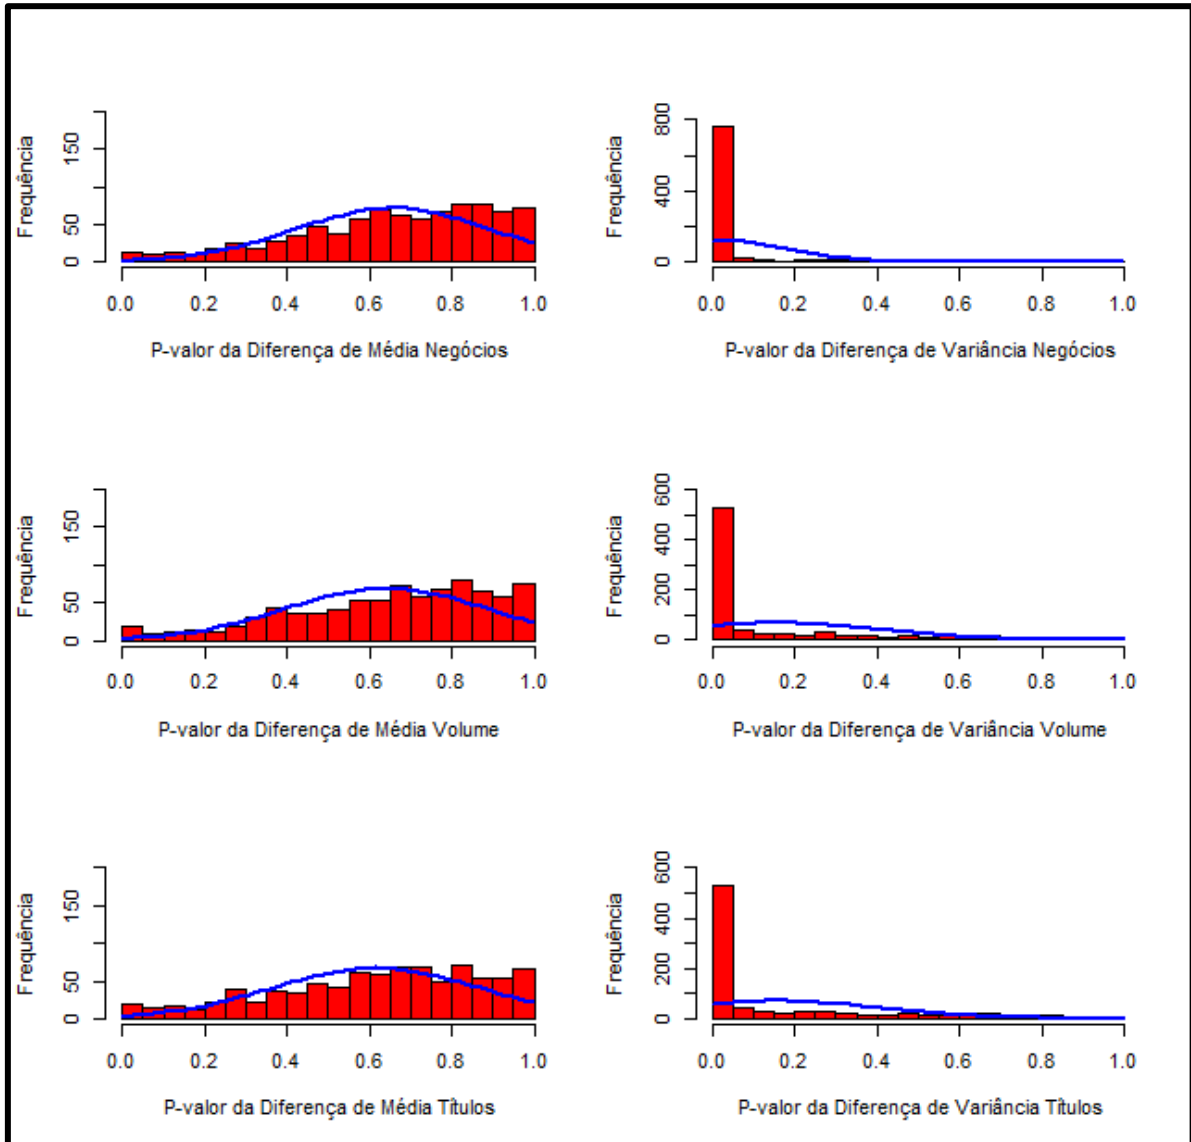 Frequência
0 50 150
0.0 0.2 0.4 0.6 0.8 1.0
P-valor da Diferença de Média Negócios
Frequência
0 400 800
0.0 0.2 0.4 0.6 0.8 1.0
P-valor da Diferença de Variância Negócios
Frequência
0 50 150
0.0 0.2 0.4 0.6 0.8 1.0
P-valor da Diferença de Média Volume
Frequência
0 200 400 600
0.0 0.2 0.4 0.6 0.8 1.0
P-valor da Diferença de Variância Volume
Frequência
0 50 150
0.0 0.2 0.4 0.6 0.8 1.0
P-valor da Diferença de Média Títulos
Frequência
0 200 400 600
0.0 0.2 0.4 0.6 0.8 1.0
P-valor da Diferença de Variância Títulos